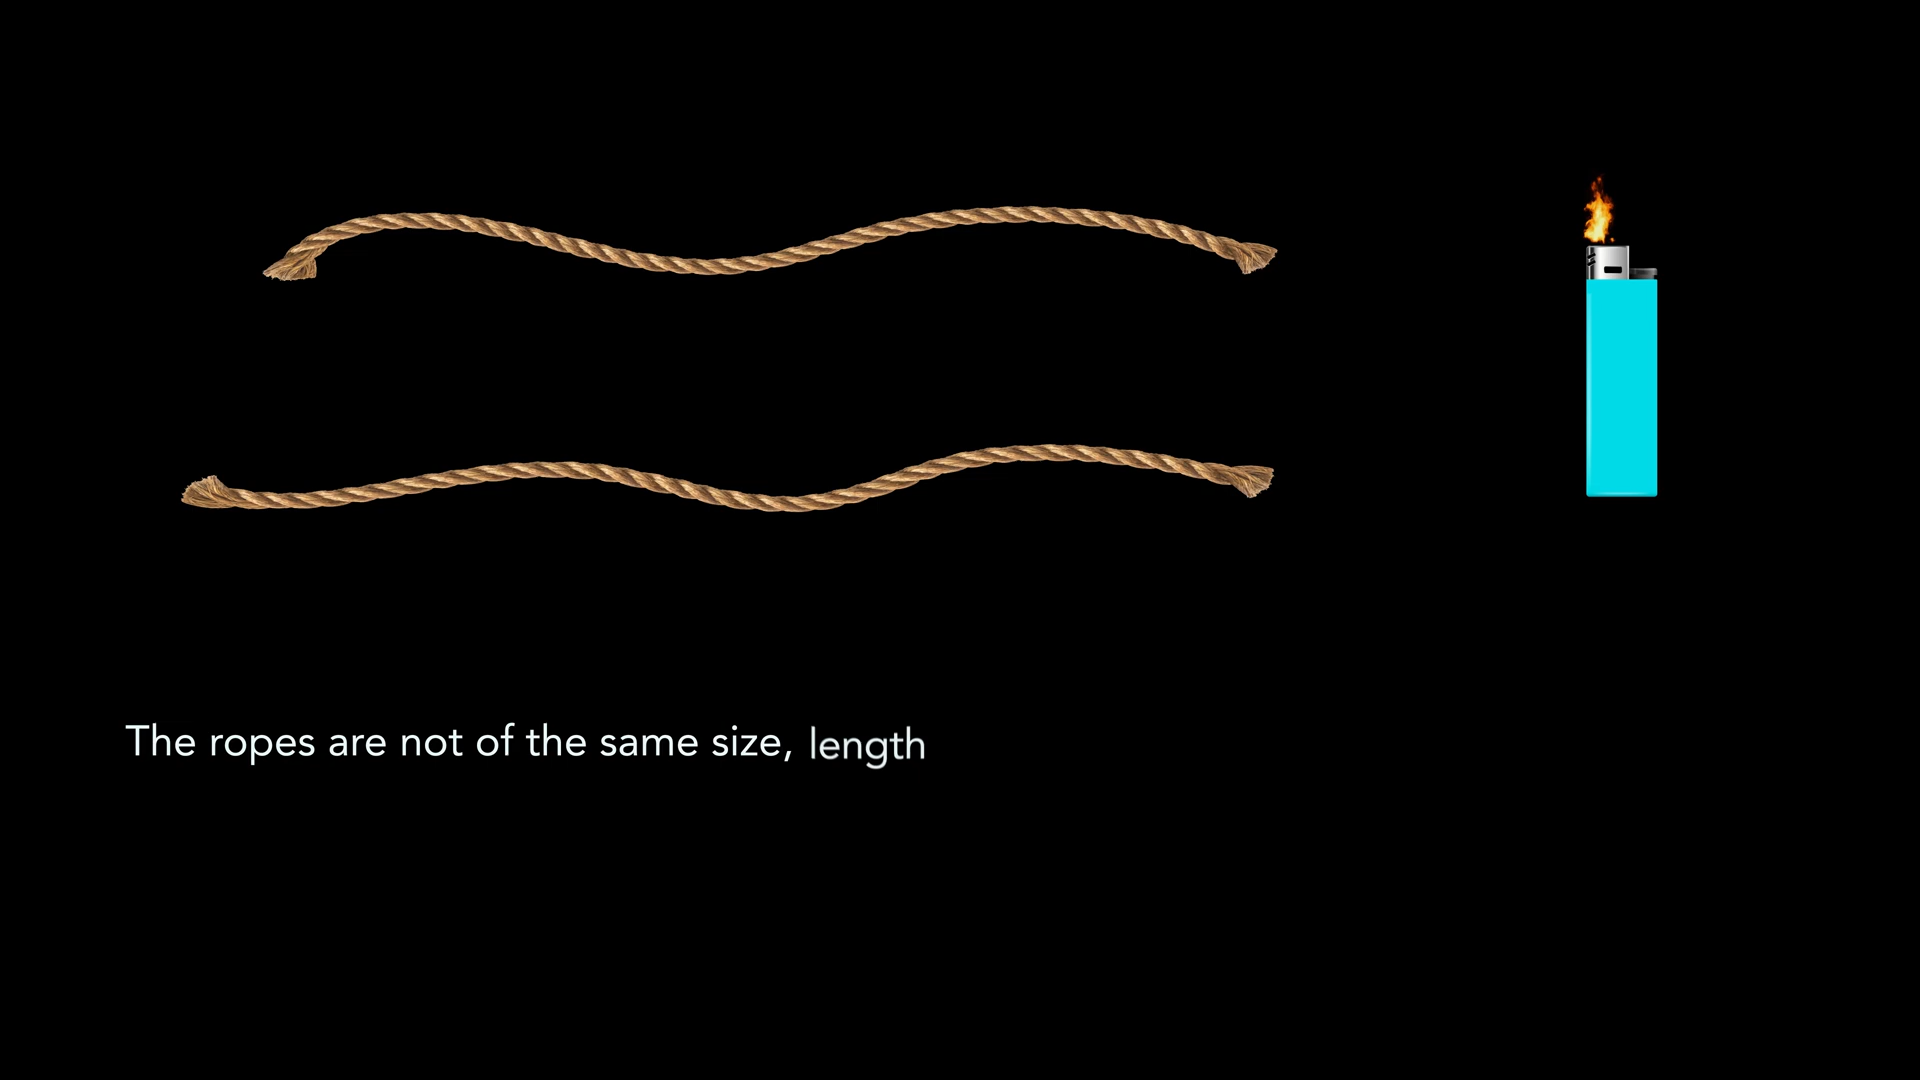 The ropes are not of the same size, length